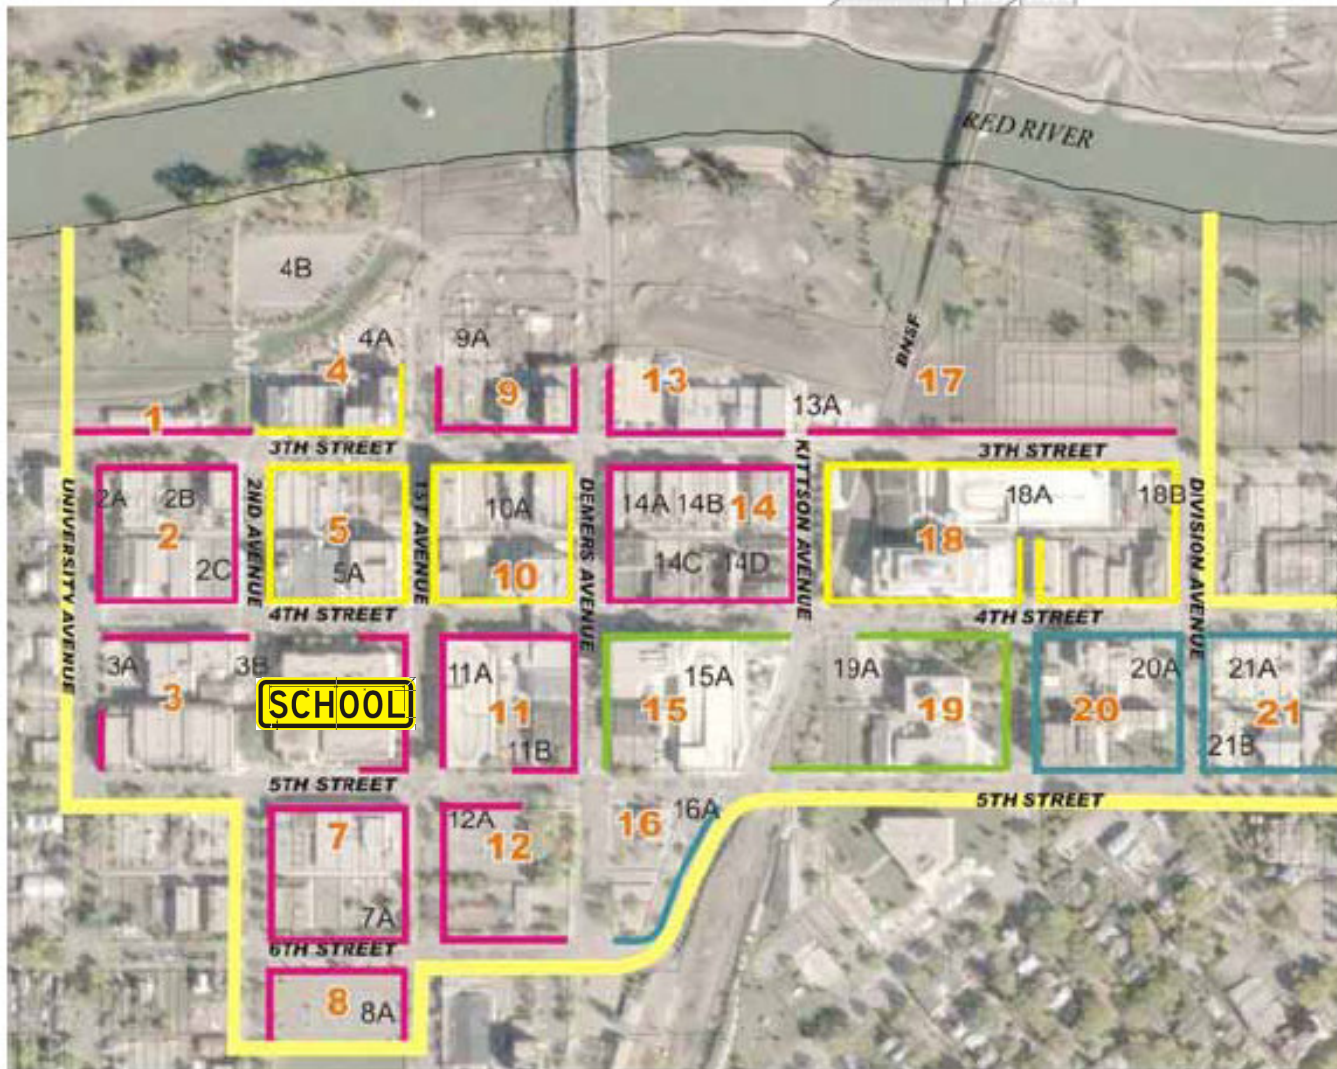 RED RIVER
4B
4A
9A
BNSF
4
9
13
17
1
13A
3TH STREET
3TH STREET
UNIVERSITY AVENUE
2ND AVENUE
1ST AVENUE
DEMERS AVENUE
KITTSON AVENUE
DIVISION AVENUE
2A
2B
10A
14A
14B
14
18A
18B
2
5
18
2C
5A
10
14C
14D
4TH STREET
4TH STREET
3A
3B
11A
15A
19A
20A
21A
3
SCHOOL
11
15
19
20
21
11B
21B
5TH STREET
5TH STREET
7
12A
12
16
16A
7A
6TH STREET
8
8A